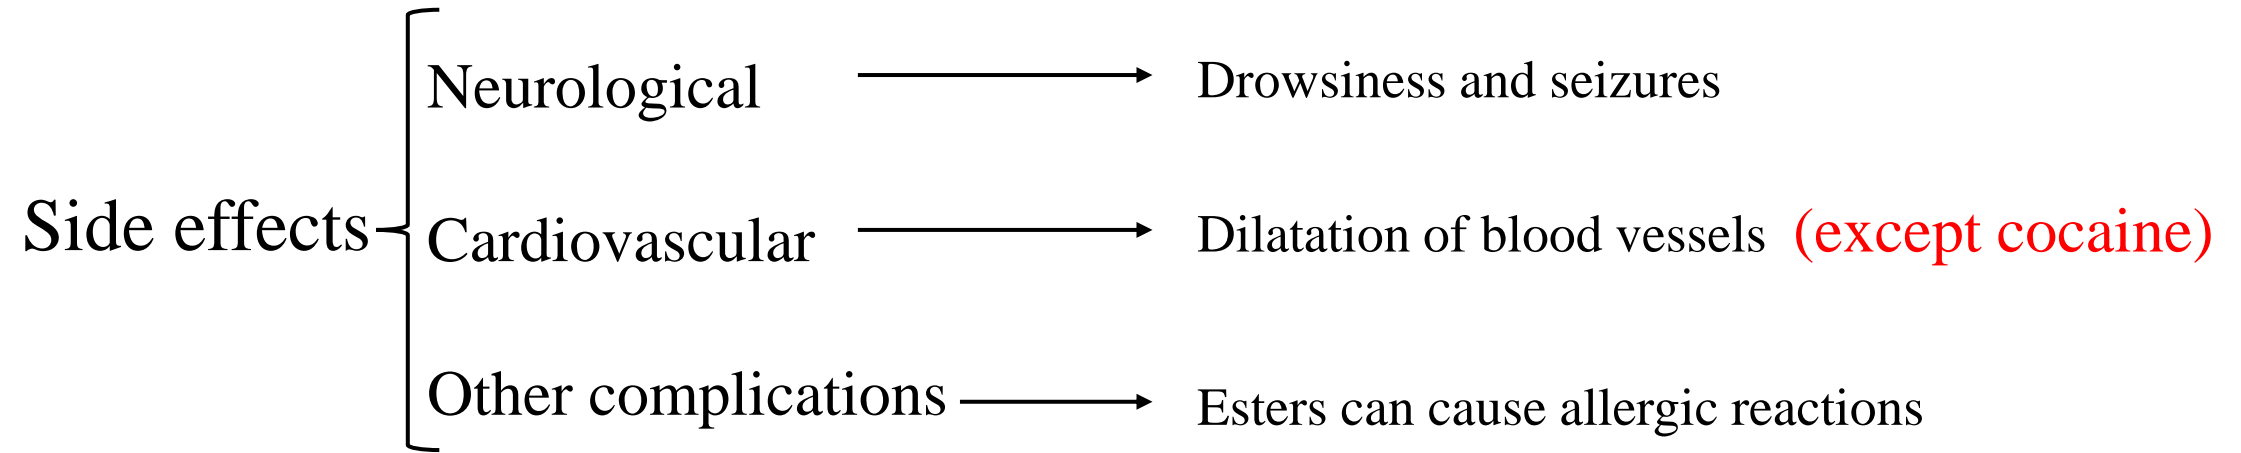 Neurological
Drowsiness and seizures
Side effects
Cardiovascular
Dilatation of blood vessels (except cocaine)
Other complications
Esters can cause allergic reactions